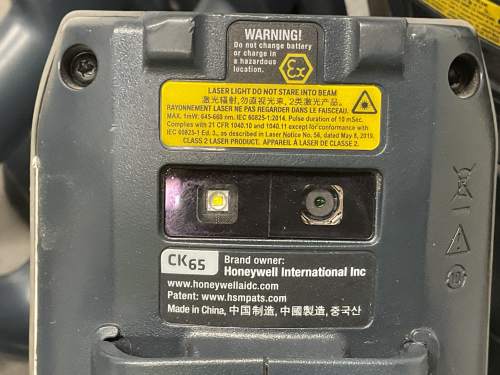 WARNING!
Do not change battery
or charge in
a hazardous
location.
Ex
LASER LIGHT DO NOT STARE INTO BEAM
激光辐射,勿直视光束, 2类激光产品。
RAYONNEMENT LASER NE PAS REGARDER DANS LE FAISCEAU.
MAX. 1mW: 645-660 nm. IEC 60825-1:2014. Pulse duration of 10 mSec.
Complies with 21 CFR 1040.10 and 1040.11 except for conformance with
IEC 60825-1 Ed. 3., as described in Laser Notice No. 56, dated May 8, 2019.
CLASS 2 LASER PRODUCT. APPAREIL À LASER DE CLASSE 2.
CK65
Brand owner:
Honeywell International Inc
www.honeywellaidc.com
Patent: www.hsmpats.com
Made in China, 中国制造, 中國製造, 중국산